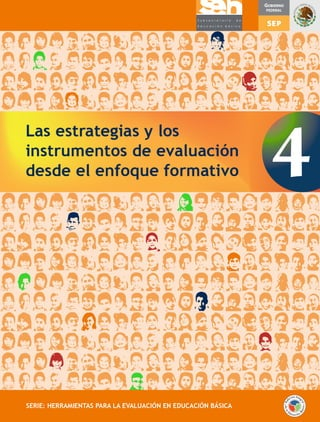 SUBSECRETARÍA DE
EDUCACIÓN BÁSICA
GOBIERNO
FEDERAL
SEP
Las estrategias y los
instrumentos de evaluación
desde el enfoque formativo
4
SERIE: HERRAMIENTAS PARA LA EVALUACIÓN EN EDUCACIÓN BÁSICA